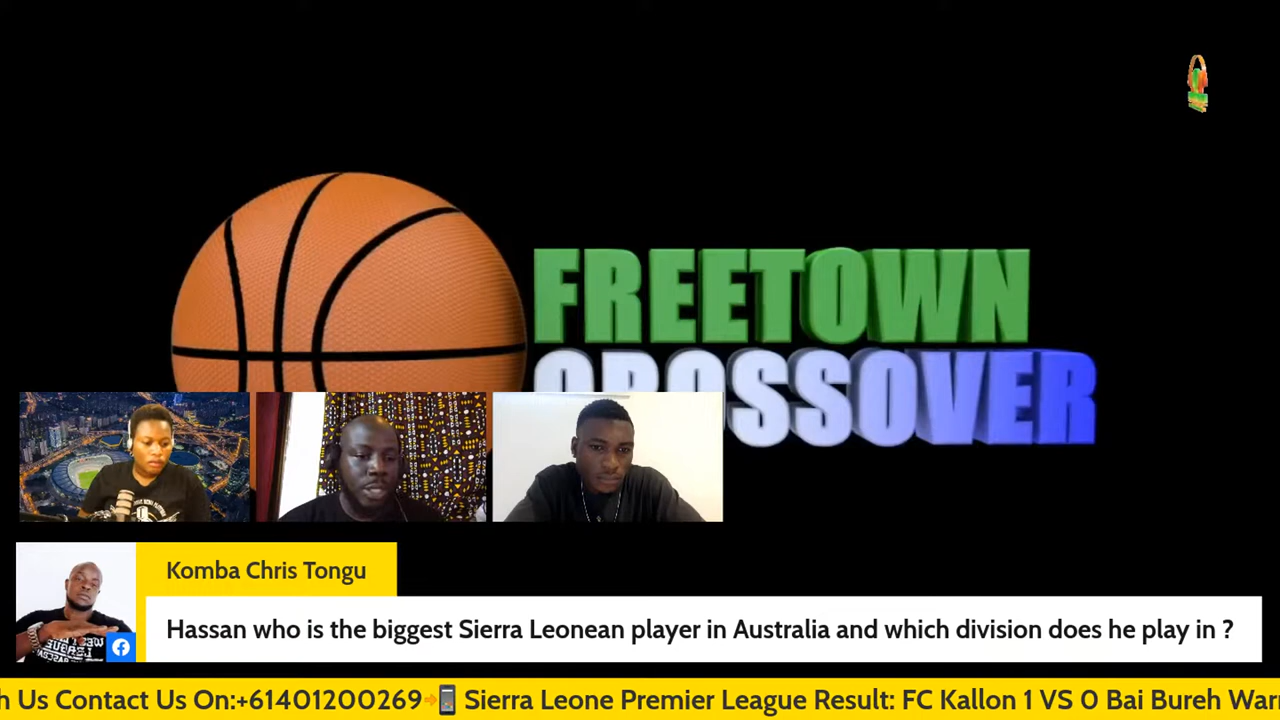 FREETOWN
CROSSOVER
Komba Chris Tongu
Hassan who is the biggest Sierra Leonean player in Australia and which division does he play in ?
h Us Contact Us On:+61401200269 Sierra Leone Premier League Result: FC Kallon 1 VS 0 Bai Bureh War